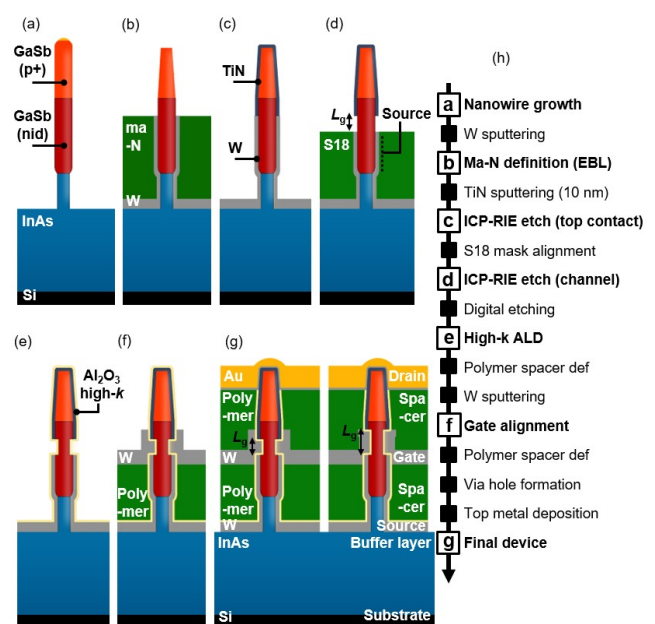 (a)
GaSb
(p+)
GaSb
(nid)
InAs
Si
(b)
ma
-N
W
(c)
TiN
W
(d)
Lg
Source
S18
(e)
Al2O3
high-k
(f)
W
Poly
-mer
W
InAs
Si
(g)
Au
Drain
Poly
-mer
Spa
-cer
Lg
Lg
W
Gate
Poly
-mer
Spa
-cer
W
Source
Buffer layer
Substrate
(h)
a Nanowire growth
W sputtering
b Ma-N definition (EBL)
TiN sputtering (10 nm)
c ICP-RIE etch (top contact)
S18 mask alignment
d ICP-RIE etch (channel)
Digital etching
e High-k ALD
Polymer spacer def
W sputtering
f Gate alignment
Polymer spacer def
Via hole formation
Top metal deposition
g Final device